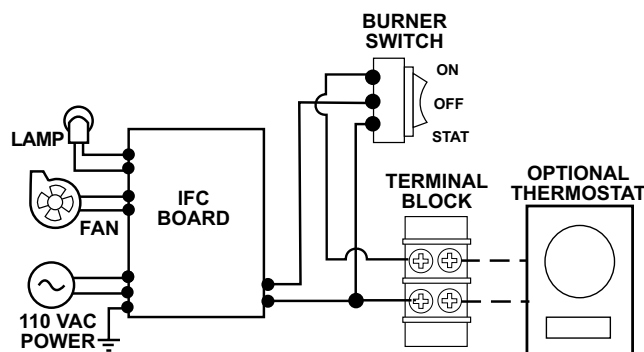 BURNER
SWITCH
ON
OFF
STAT
LAMP
FAN
IFC
BOARD
110 VAC
POWER
TERMINAL
BLOCK
OPTIONAL
THERMOSTAT